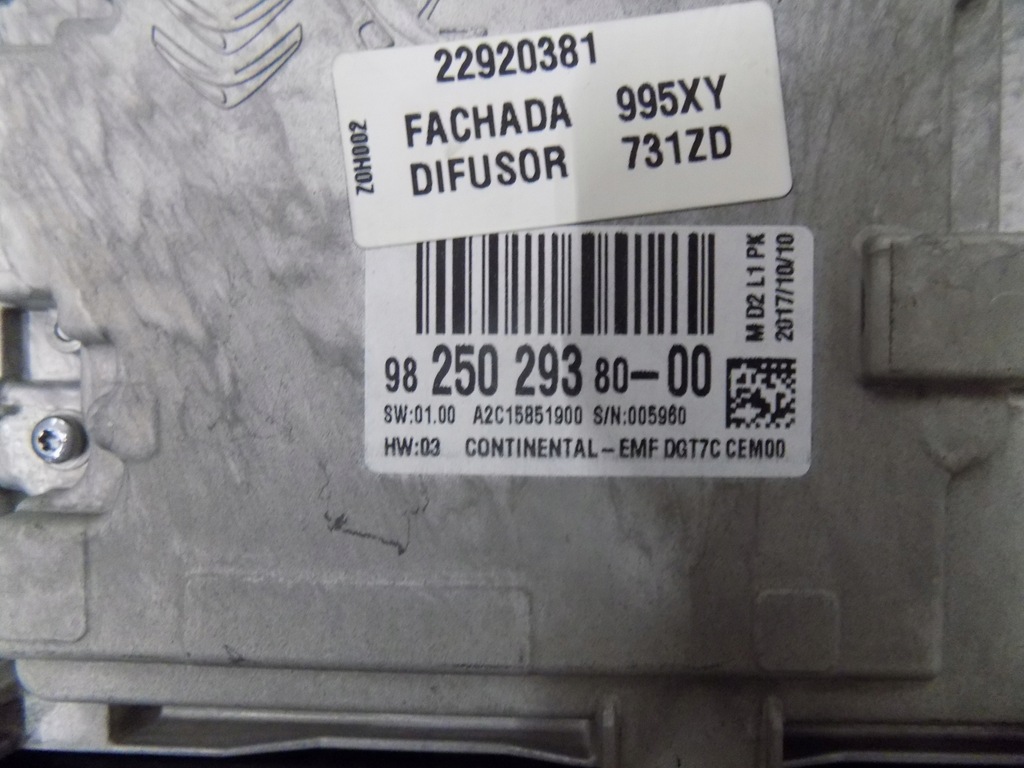 22920381
Z0H002
FACHADA 995XY
DIFUSOR 731ZD
M D2 L1 PK
2017/10/10
98 250 293 80-00
SW:01.00 A2C15851900 S/N:005960
HW:03 CONTINENTAL-EMF DGT7C CEM00